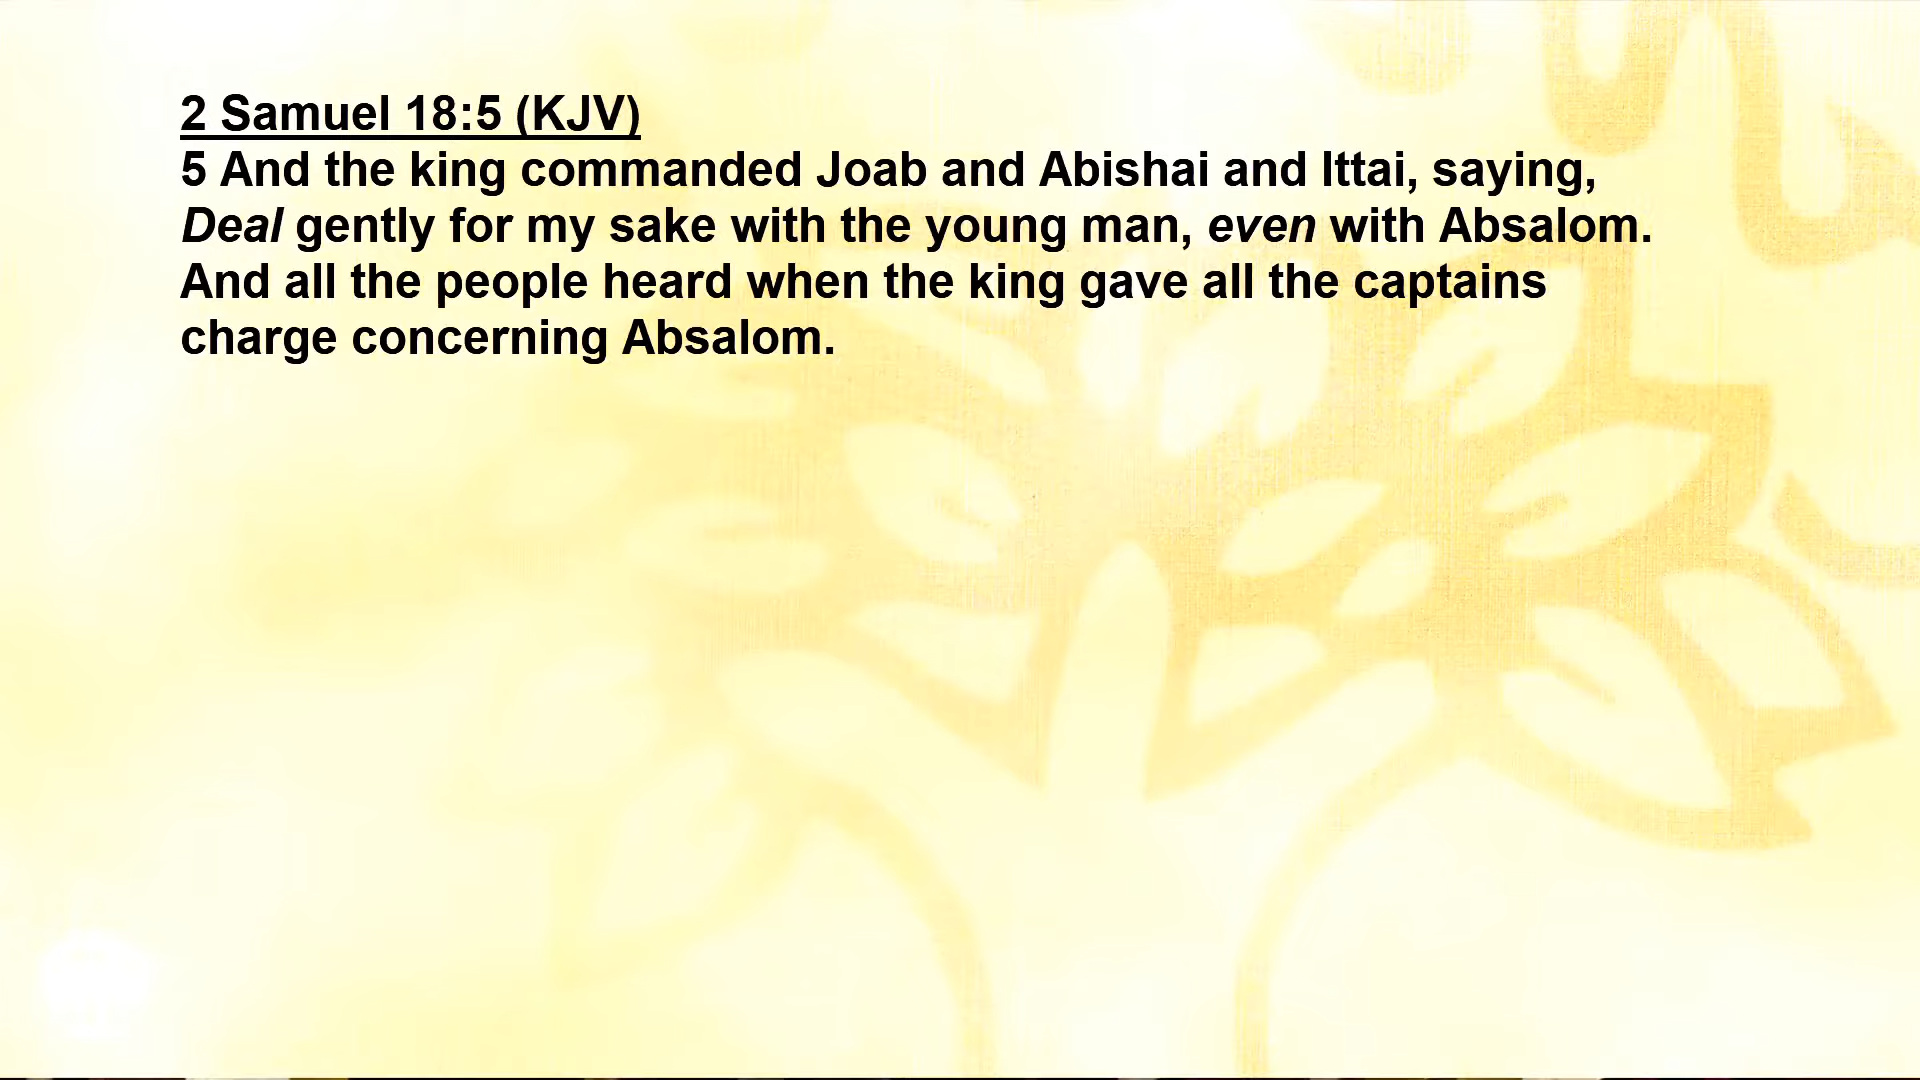 2 Samuel 18:5 (KJV)
5 And the king commanded Joab and Abishai and Ittai, saying,
Deal gently for my sake with the young man, even with Absalom.
And all the people heard when the king gave all the captains
charge concerning Absalom.